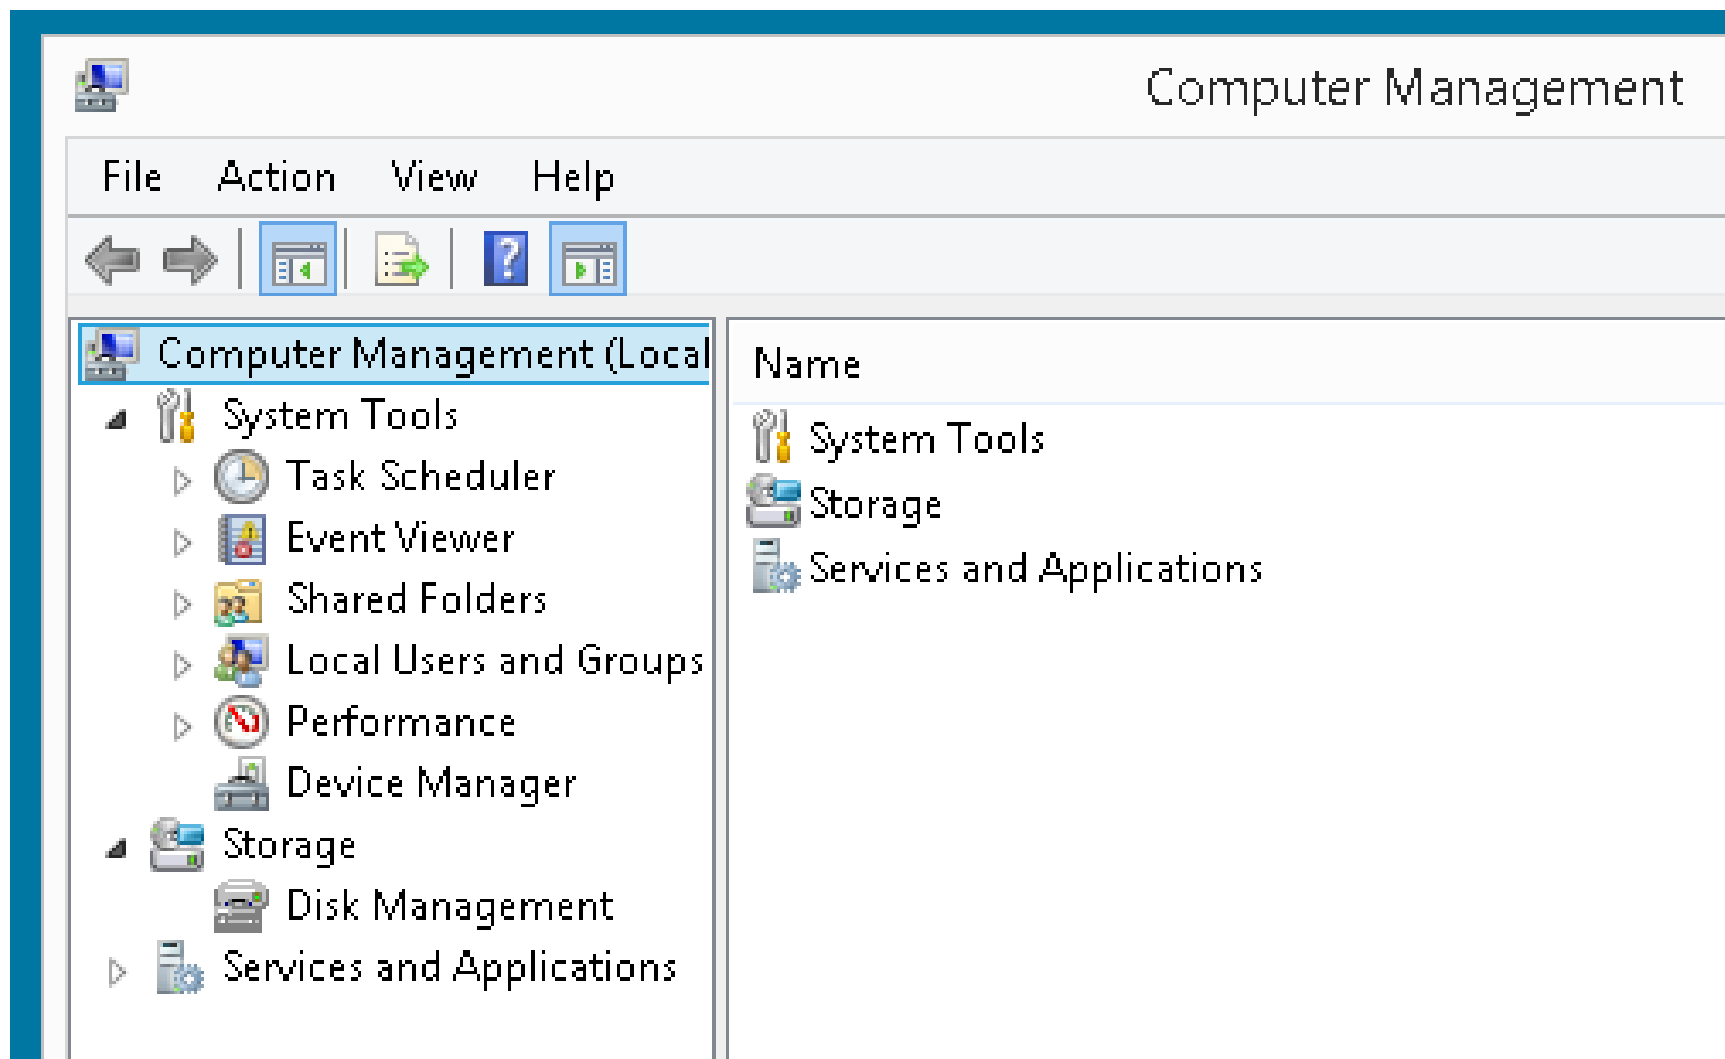 Computer Management
File Action View Help
Computer Management (Local
System Tools
Task Scheduler
Event Viewer
Shared Folders
Local Users and Groups
Performance
Device Manager
Storage
Disk Management
Services and Applications
Name
System Tools
Storage
Services and Applications